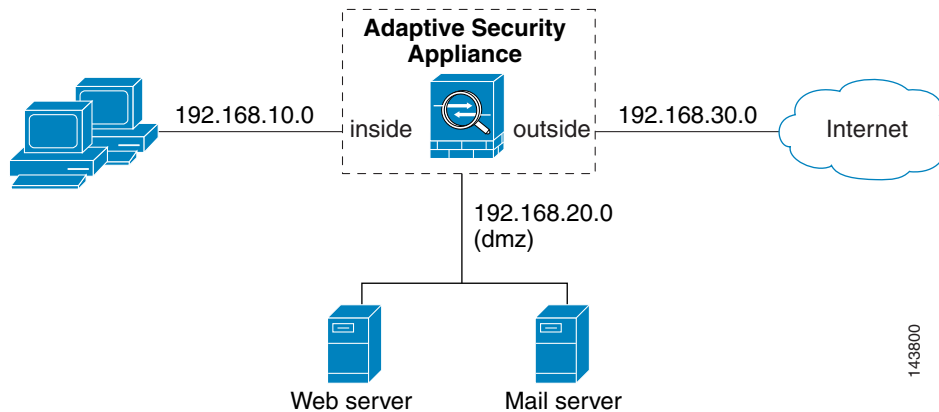 Adaptive Security
Appliance
192.168.10.0
inside
outside
192.168.30.0
Internet
192.168.20.0
(dmz)
Web server
Mail server
143800